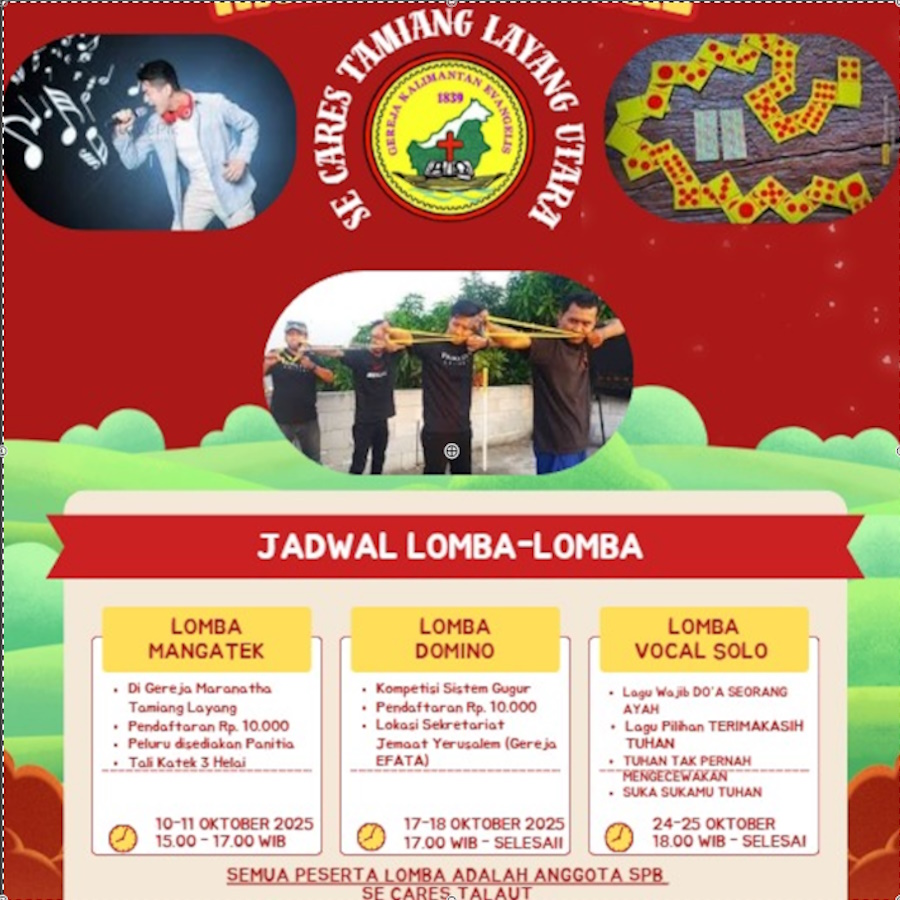 SE CARES TAMIANG LAYANG UTARA
GEREJA KALIMANTAN EVANGELIS
1839
JADWAL LOMBA-LOMBA
LOMBA
MANGATEK
• Di Gereja Maranatha
Tamiang Layang
• Pendaftaran Rp. 10.000
• Peluru disediakan Panitia
• Tali Katek 3 Helai
10-11 OKTOBER 2025
15.00 - 17.00 WIB
LOMBA
DOMINO
• Kompetisi Sistem Gugur
• Pendaftaran Rp. 10.000
• Lokasi Sekretariat
Jemaat Yerusalem (Gereja
EFATA)
17-18 OKTOBER 2025
17.00 WIB - SELESAII
LOMBA
VOCAL SOLO
• Lagu Wajib DO'A SEORANG
AYAH
• Lagu Pilihan TERIMAKASIH
TUHAN
• TUHAN TAK PERNAH
MENGECEWAKAN
• SUKA SUKAMU TUHAN
24-25 OKTOBER
18.00 WIB - SELESAI
SEMUA PESERTA LOMBA ADALAH ANGGOTA SPB
SE CARES TALAUT